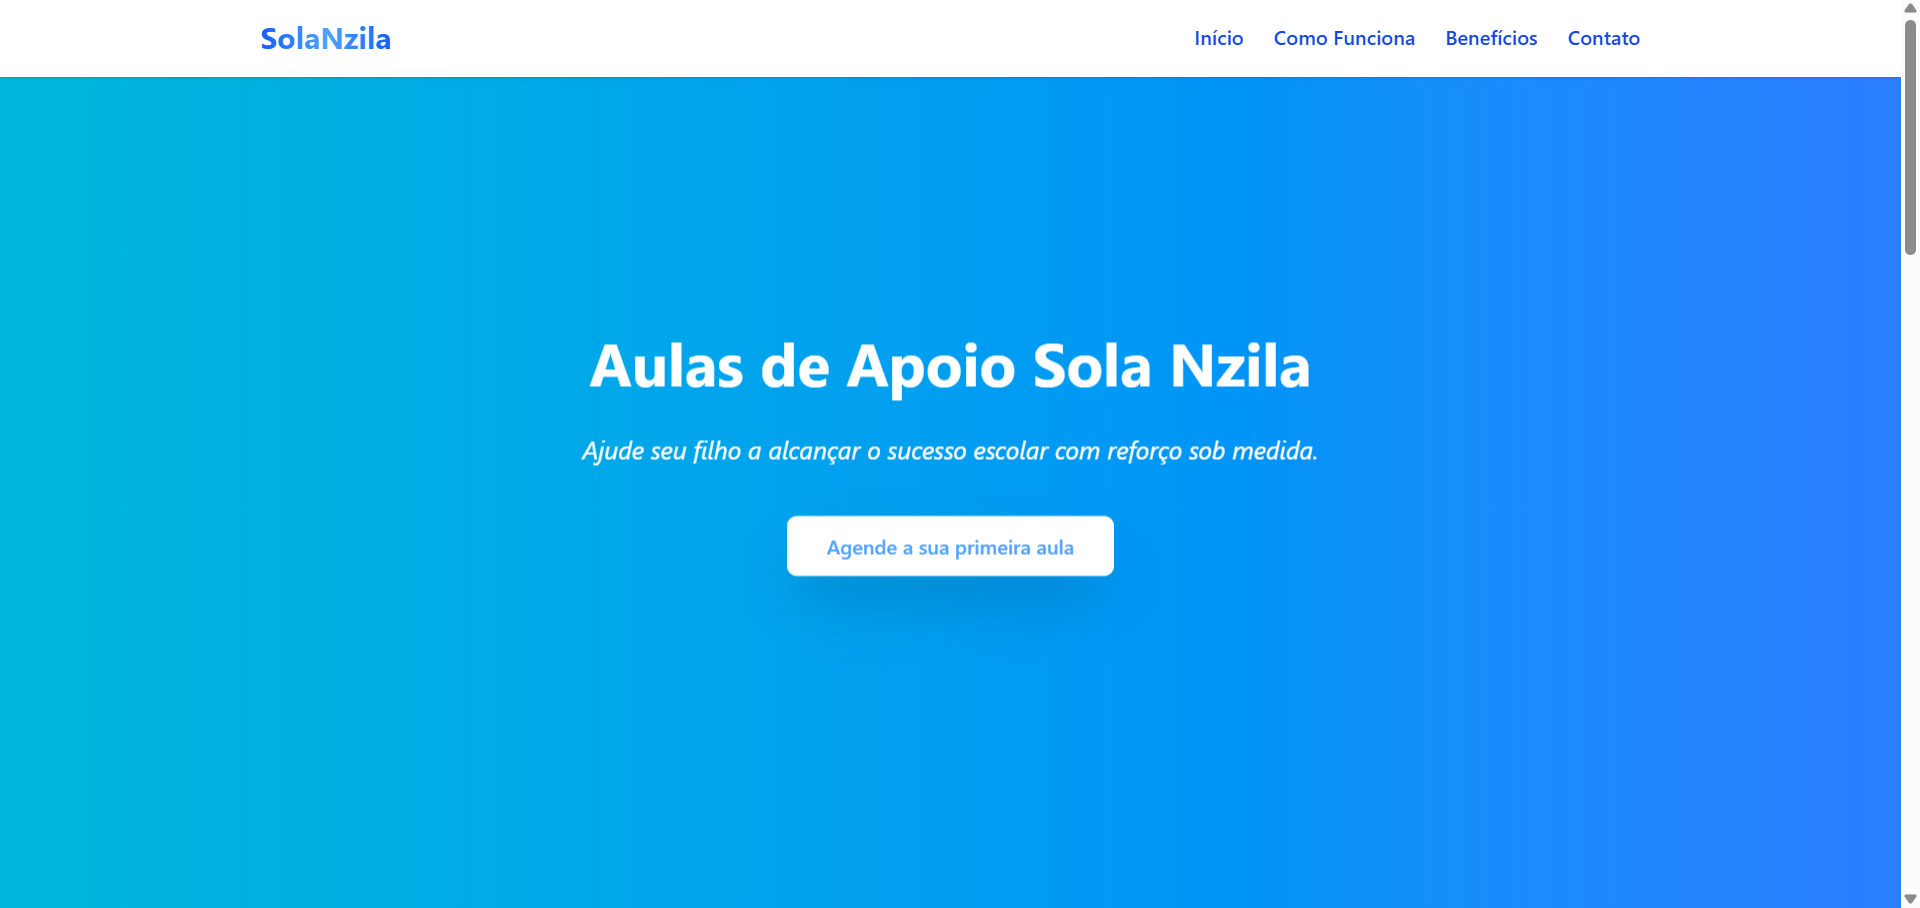 SolaNzila
Início Como Funciona Benefícios Contato
Aulas de Apoio Sola Nzila
Ajude seu filho a alcançar o sucesso escolar com reforço sob medida.
Agende a sua primeira aula